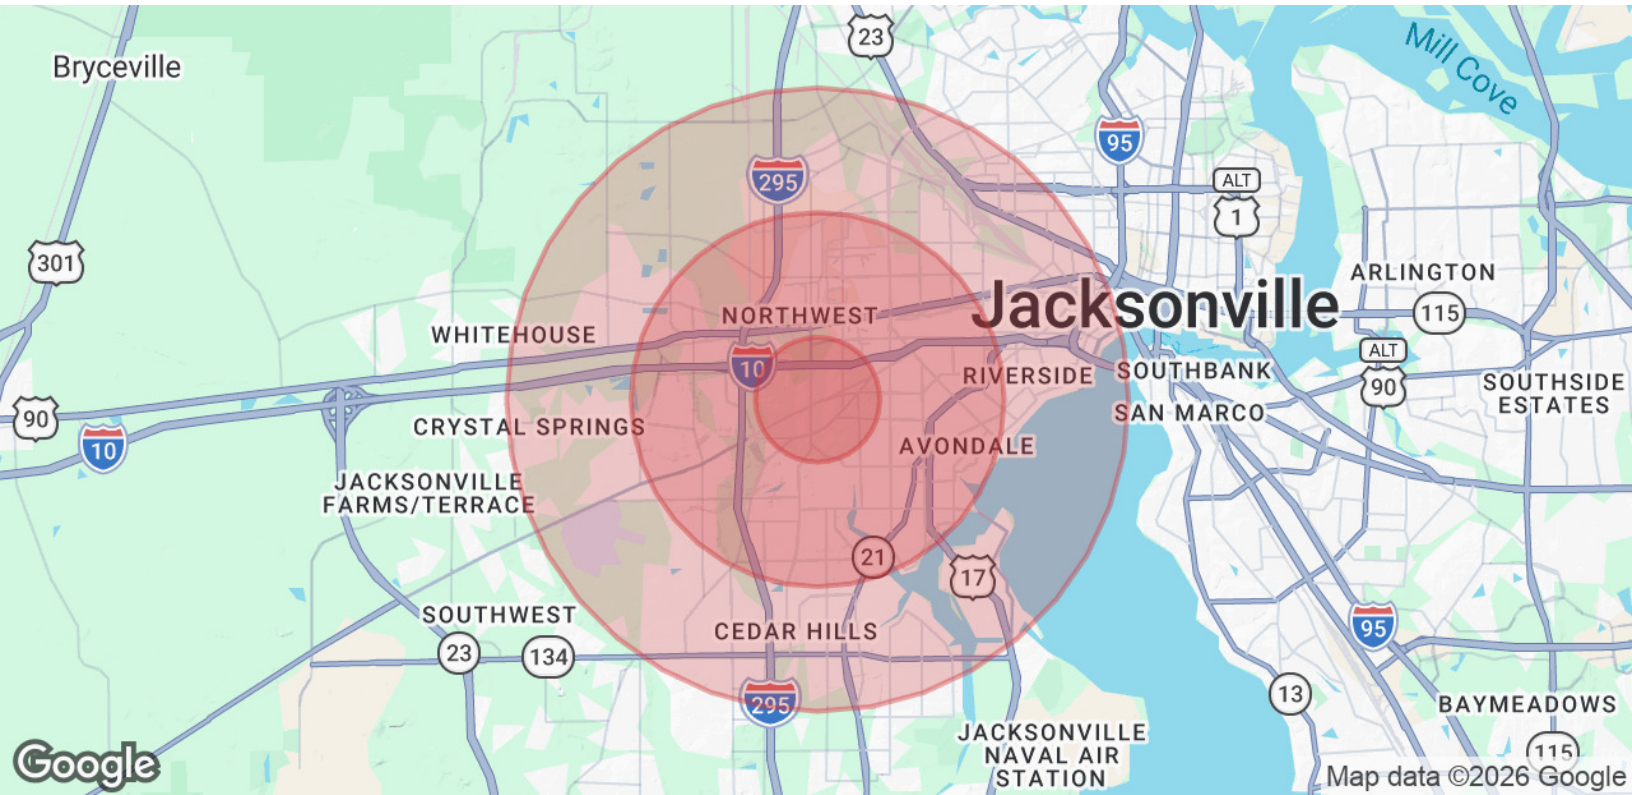 Bryceville
23
Mill Cove
95
295
ALT
1
301
ARLINGTON
115
Jacksonville
NORTHWEST
WHITEHOUSE
ALT
90
10
RIVERSIDE
SOUTHBANK
SOUTHSIDE
ESTATES
90
10
CRYSTAL SPRINGS
SAN MARCO
AVONDALE
JACKSONVILLE
FARMS/TERRACE
21
17
SOUTHWEST
CEDAR HILLS
95
23
134
295
13
BAYMEADOWS
JACKSONVILLE
NAVAL AIR
STATION
115
Google
Map data ©2026 Google